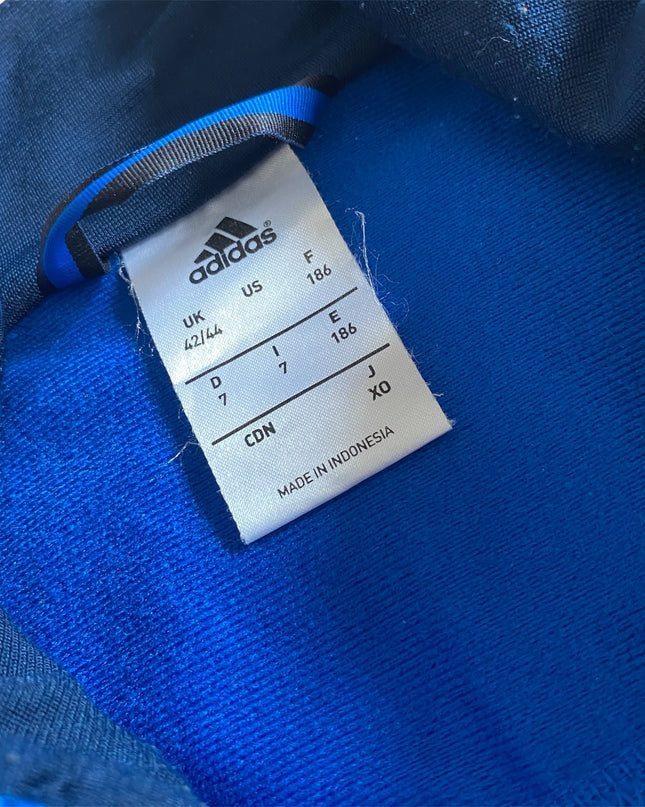 adidas®
UK US F
42/44 186
D I E
7 7 186
CDN J
XO
MADE IN INDONESIA